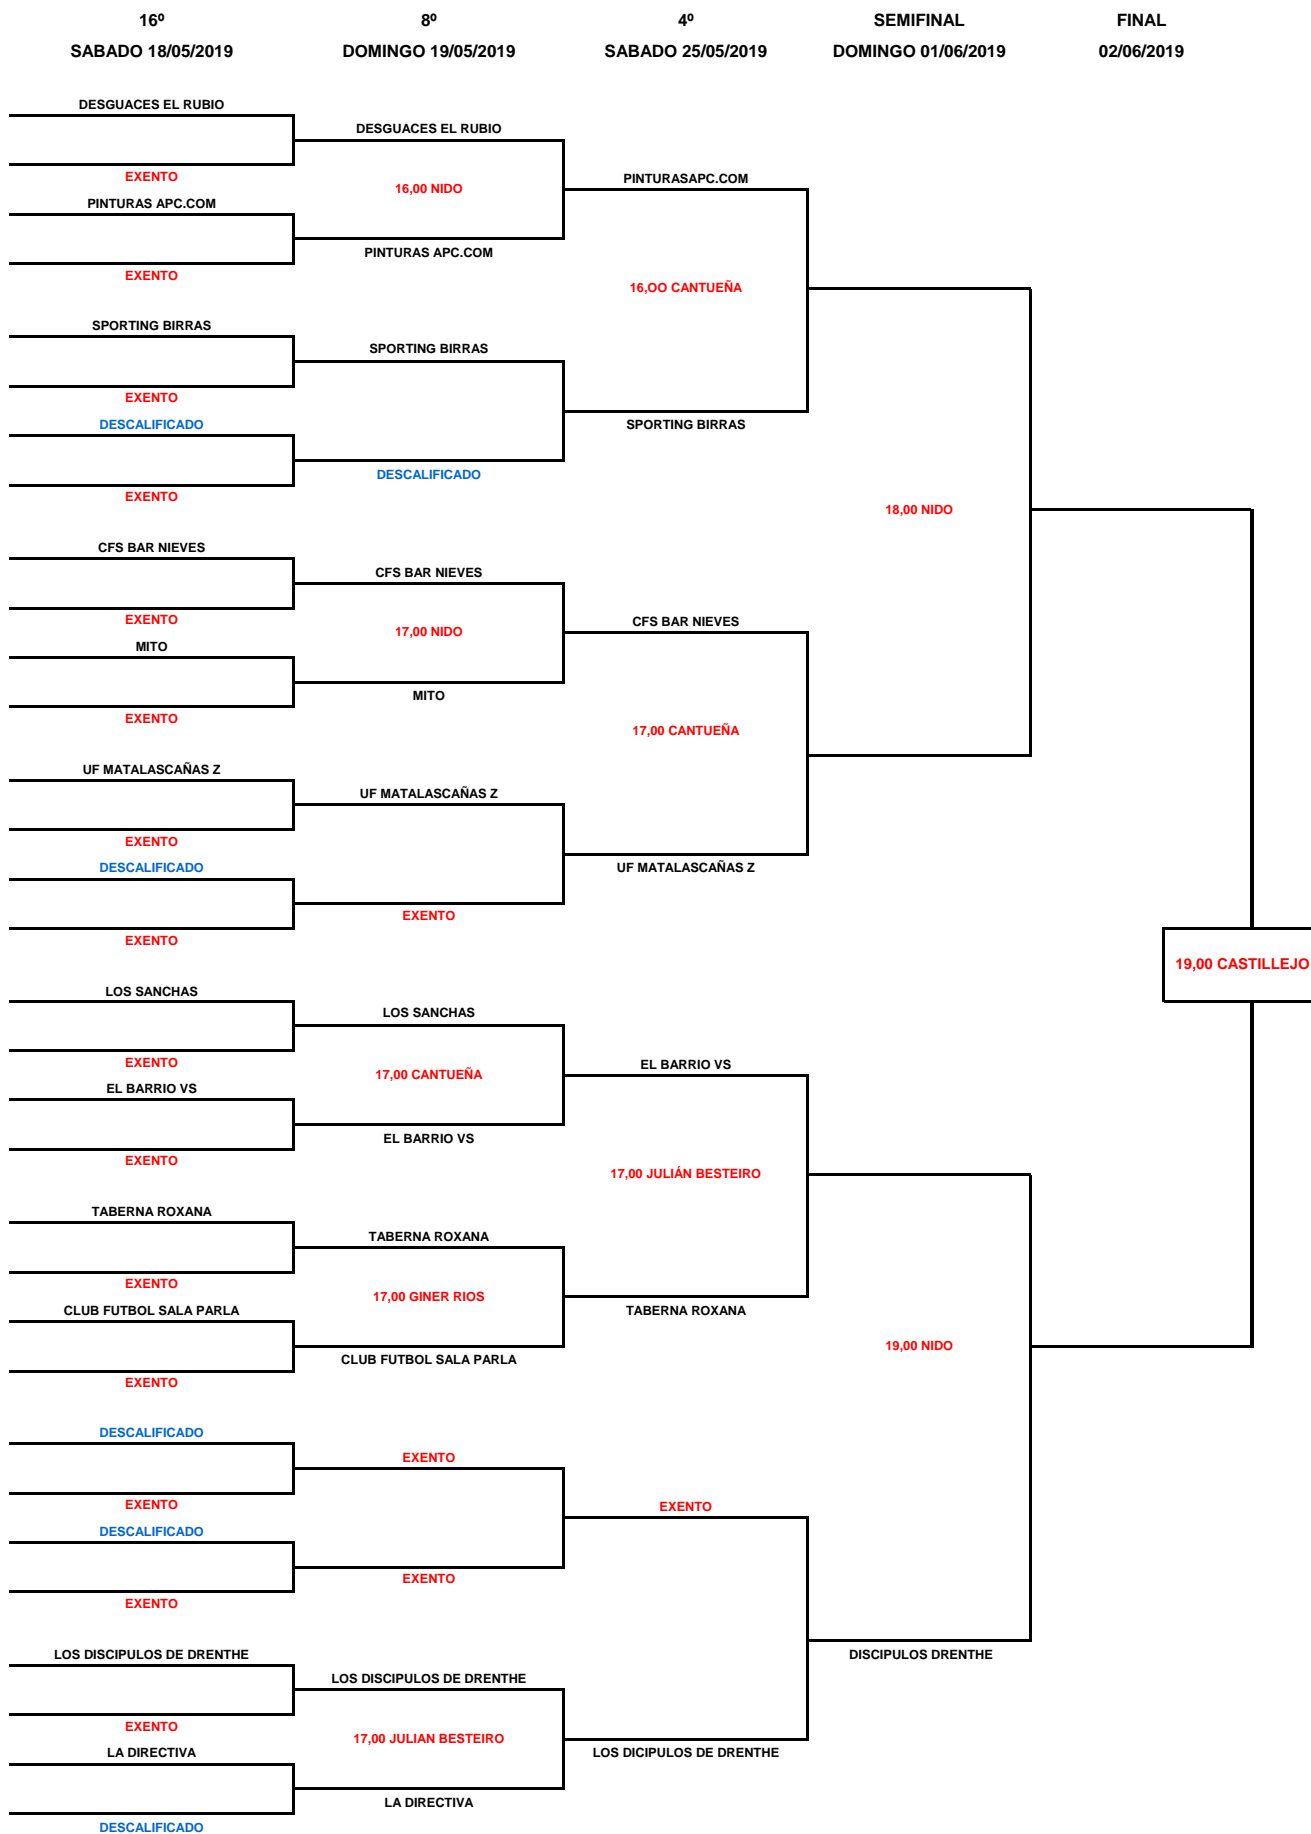 16º
8º
4º
SEMIFINAL
FINAL
SABADO 18/05/2019
DOMINGO 19/05/2019
SABADO 25/05/2019
DOMINGO 01/06/2019
02/06/2019
DESGUACES EL RUBIO
EXENTO
PINTURAS APC.COM
EXENTO
SPORTING BIRRAS
EXENTO
DESCALIFICADO
EXENTO
CFS BAR NIEVES
EXENTO
MITO
EXENTO
UF MATALASCAÑAS Z
EXENTO
DESCALIFICADO
EXENTO
LOS SANCHAS
EXENTO
EL BARRIO VS
EXENTO
TABERNA ROXANA
EXENTO
CLUB FUTBOL SALA PARLA
EXENTO
DESCALIFICADO
EXENTO
DESCALIFICADO
EXENTO
LOS DISCIPULOS DE DRENTHE
EXENTO
LA DIRECTIVA
DESCALIFICADO
DESGUACES EL RUBIO
16,00 NIDO
PINTURAS APC.COM
SPORTING BIRRAS
DESCALIFICADO
CFS BAR NIEVES
17,00 NIDO
MITO
UF MATALASCAÑAS Z
EXENTO
LOS SANCHAS
17,00 CANTUEÑA
EL BARRIO VS
TABERNA ROXANA
17,00 GINER RIOS
CLUB FUTBOL SALA PARLA
EXENTO
EXENTO
LOS DISCIPULOS DE DRENTHE
17,00 JULIAN BESTEIRO
LA DIRECTIVA
PINTURASAPC.COM
16,OO CANTUEÑA
SPORTING BIRRAS
CFS BAR NIEVES
17,00 CANTUEÑA
UF MATALASCAÑAS Z
EL BARRIO VS
17,00 JULIÁN BESTEIRO
TABERNA ROXANA
EXENTO
LOS DICIPULOS DE DRENTHE
18,00 NIDO
19,00 NIDO
DISCIPULOS DRENTHE
19,00 CASTILLEJO